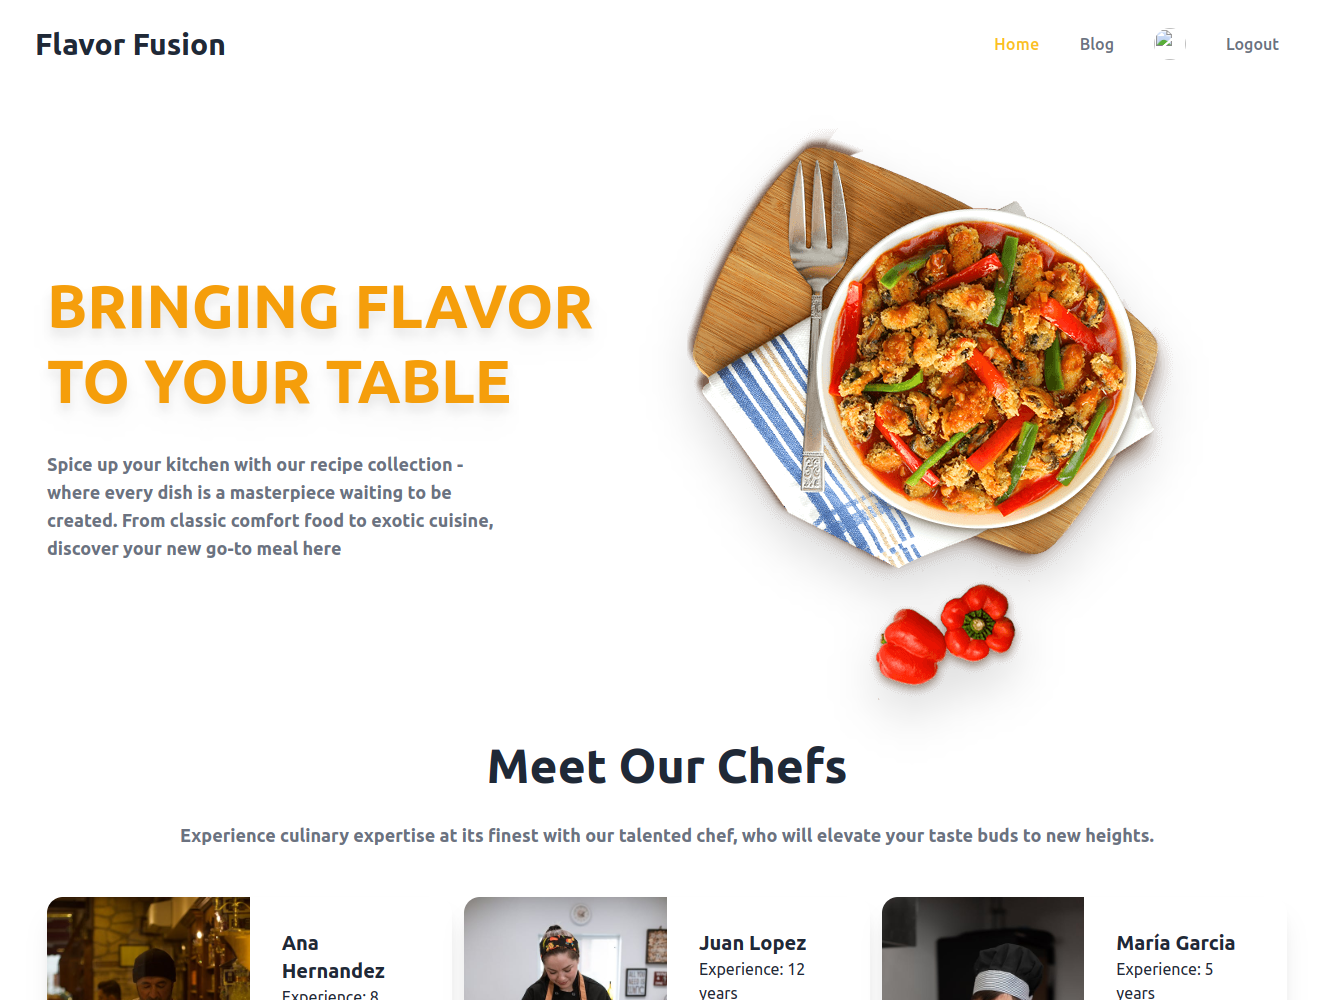 Flavor Fusion
Home
Blog
Logout
BRINGING FLAVOR
TO YOUR TABLE
Spice up your kitchen with our recipe collection -
where every dish is a masterpiece waiting to be
created. From classic comfort food to exotic cuisine,
discover your new go-to meal here
Meet Our Chefs
Experience culinary expertise at its finest with our talented chef, who will elevate your taste buds to new heights.
Ana
Hernandez
Experience: 8
Juan Lopez
Experience: 12
years
María Garcia
Experience: 5
years